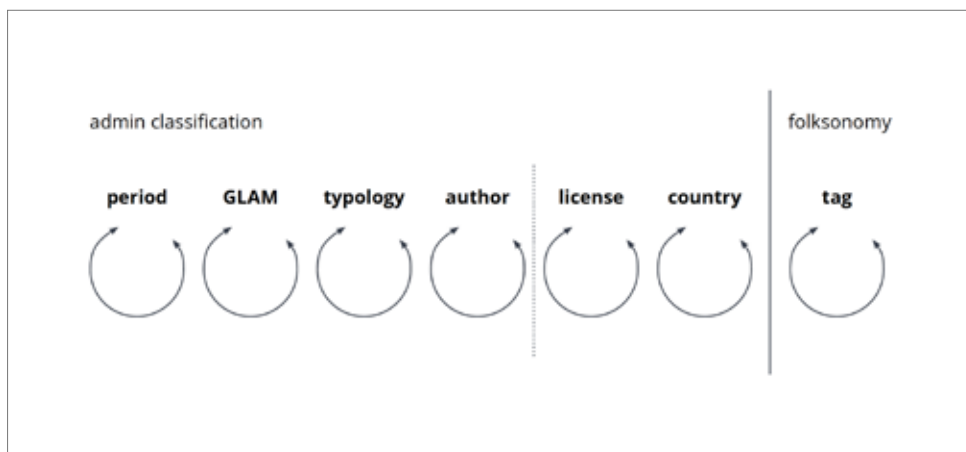 admin classification
folksonomy
period GLAM typology author license country tag